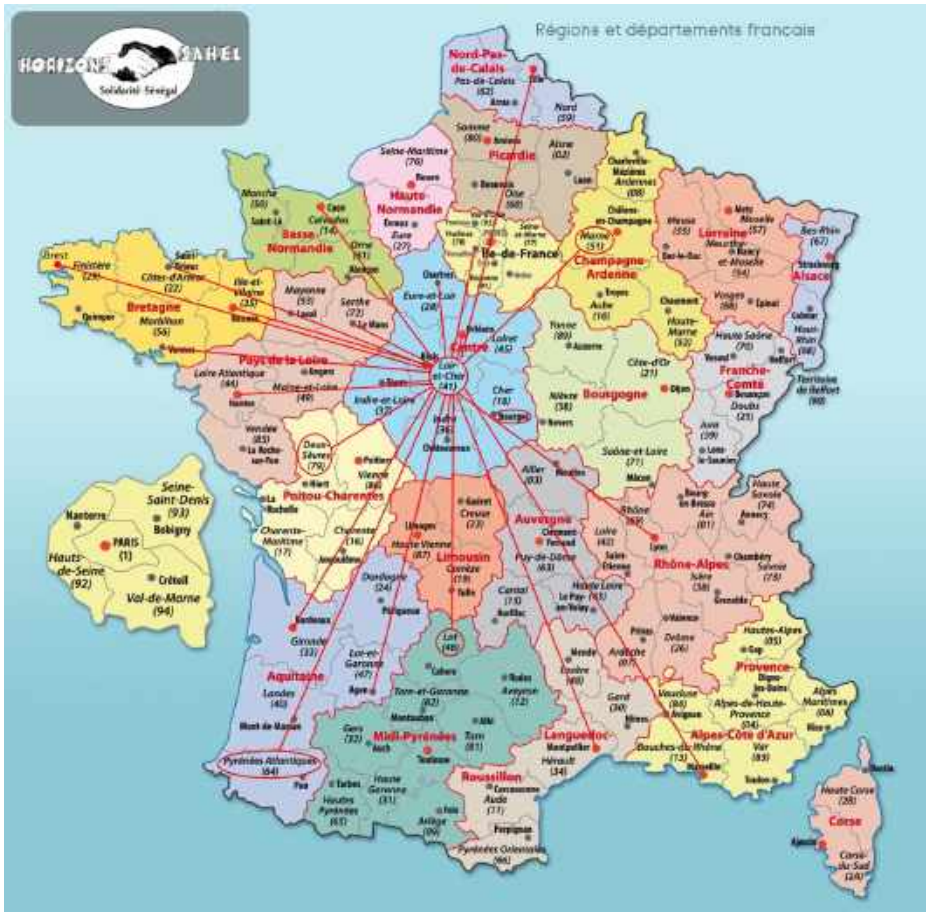 HORIZONS SAHEL
Solidarité Sénégal
Régions et départements français
Nord-Pas-
de-Calais
Lille
Pas-de-Calais
(62)
Arras
Nord
(59)
Somme
(80)
Amiens
Picardie
Aisne
(02)
Laon
Beauvais
Oise
(60)
Seine-Maritime
(76)
Rouen
Haute-
Normandie
Evreux
Eure
(27)
Manche
(50)
Saint-Lô
Caen
Calvados
(14)
Basse-
Normandie
Orne
(61)
Alençon
Charleville-
Mézières
Ardennes
(08)
Châlons-
en-Champagne
Marne
(51)
Champagne-
Ardenne
Troyes
Aube
(10)
Chaumont
Haute-
Marne
(52)
Metz
Moselle
(57)
Meuse
(55)
Lorraine
Bar-le-Duc
Meurthe-
et-Moselle
(54)
Nancy
Vosges
(88)
Epinal
Bas-Rhin
(67)
Strasbourg
Alsace
Colmar
Haut-
Rhin
(68)
Île-de-France
Seine-et-
Marne
(77)
Brest
Finistère
(29)
Saint-
Brieuc
Côtes-d'Armor
(22)
Ille-et-
Vilaine
(35)
Rennes
Bretagne
Quimper
Morbihan
(56)
Vannes
Mayenne
(53)
Laval
Sarthe
(72)
Le Mans
Pays de la Loire
Angers
Loire Atlantique
(44)
Nantes
Maine-et-Loire
(49)
Vendée
(85)
La Roche-
sur-Yon
Chartres
Eure-et-Loir
(28)
Orléans
Loiret
(45)
Centre
Blois
Loir
et-Cher
(41)
Tours
Indre-et-Loire
(37)
Cher
(18)
Bourges
Indre
(36)
Châteauroux
Yonne
(89)
Auxerre
Côte-d'Or
(21)
Dijon
Bourgogne
Nièvre
(58)
Nevers
Saône-et-Loire
(71)
Mâcon
Haute Saône
(70)
Vesoul
Belfort
Franche-
Comté
Besançon
Doubs
(25)
Jura
(39)
Lons-
le-Saunier
Territoire
de Belfort
(90)
Deux-
Sèvres
(79)
Poitiers
Vienne
(86)
Niort
Poitou-Charentes
La
Rochelle
Charente-
Maritime
(17)
Charente
(16)
Angoulême
Guéret
Creuse
(23)
Limoges
Haute Vienne
(87)
Limousin
Corrèze
(19)
Tulle
Allier
(03)
Moulins
Auvergne
Clermont
Ferrand
Puy-de-Dôme
(63)
Cantal
(15)
Aurillac
Haute Loire
(43)
Le Puy-
en-Velay
Rhône
(69)
Bourg-
en-Bresse
Ain
(01)
Haute
Savoie
(74)
Annecy
Loire
(42)
Lyon
Saint-
Etienne
Rhône-Alpes
Chambéry
Savoie
(73)
Isère
(38)
Grenoble
Valence
Drôme
(26)
Privas
Ardèche
(07)
Seine-
Saint-Denis
(93)
Nanterre
Bobigny
PARIS
(1)
Hauts-
de-Seine
(92)
Créteil
Val-de-Marne
(94)
Dordogne
(24)
Périgueux
Bordeaux
Gironde
(33)
Lot-et-
Garonne
(47)
Aquitaine
Agen
Landes
(40)
Mont de Marsan
Pyrénées Atlantiques
(64)
Pau
Lot
(46)
Cahors
Rodez
Aveyron
(12)
Tarn-et-Garonne
(82)
Montauban
Albi
Tarn
(81)
Gers
(32)
Auch
Midi-Pyrénées
Toulouse
Tarbes
Hautes
Pyrénées
(65)
Haute
Garonne
(31)
Foix
Ariège
(09)
Mende
Lozère
(48)
Gard
(30)
Nîmes
Languedoc
Montpellier
Hérault
(34)
Roussillon
Carcassonne
Aude
(11)
Perpignan
Pyrénées Orientales
(66)
Hautes-Alpes
(05)
Gap
Provence
Digne-
les-Bains
Alpes-de-Haute-
Provence
(04)
Alpes
Maritimes
(06)
Nice
Vaucluse
(84)
Avignon
Alpes-Côte d'Azur
Bouches-du-Rhône
(13)
Marseille
Var
(83)
Toulon
Bastia
Haute Corse
(2B)
Corse
Ajaccio
Corse-
du-Sud
(2A)